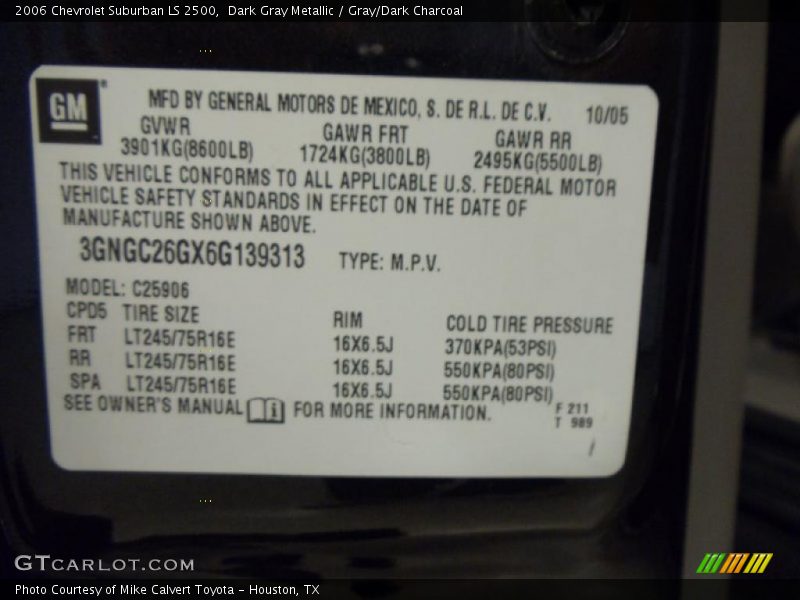 2006 Chevrolet Suburban LS 2500,  Dark Gray Metallic / Gray/Dark Charcoal
GM
MFD BY GENERAL MOTORS DE MEXICO, S. DE R.L. DE C.V. 10/05
GVWR GAWR FRT GAWR RR
3901KG(8600LB) 1724KG(3800LB) 2495KG(5500LB)
THIS VEHICLE CONFORMS TO ALL APPLICABLE U.S. FEDERAL MOTOR
VEHICLE SAFETY STANDARDS IN EFFECT ON THE DATE OF
MANUFACTURE SHOWN ABOVE.
3GNGC26GX6G139313 TYPE: M.P.V.
MODEL: C25906
CPD5 TIRE SIZE RIM COLD TIRE PRESSURE
FRT LT245/75R16E 16X6.5J 370KPA(53PSI)
RR LT245/75R16E 16X6.5J 550KPA(80PSI)
SPA LT245/75R16E 16X6.5J 550KPA(80PSI)
SEE OWNER'S MANUAL FOR MORE INFORMATION.
F 211
T 989
GTCARLOT.COM
Photo Courtesy of Mike Calvert Toyota - Houston, TX